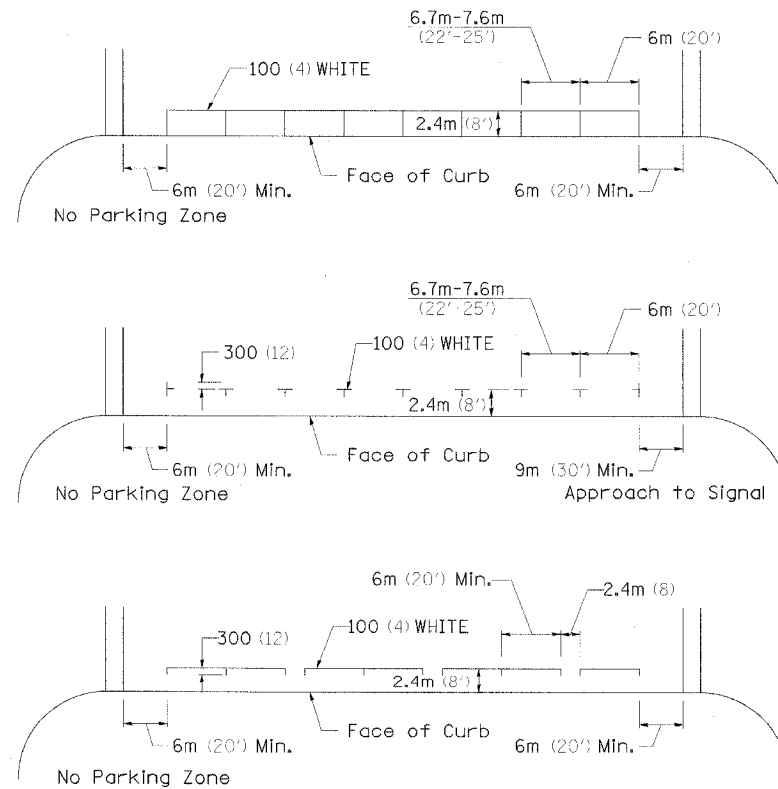 6.7m-7.6m
(22'-25')
6m (20')
100 (4) WHITE
2.4m (8')
Face of Curb
6m (20') Min.
6m (20') Min.
No Parking Zone
6.7m-7.6m
(22'-25')
6m (20')
300 (12)
100 (4) WHITE
2.4m (8')
Face of Curb
6m (20') Min.
9m (30') Min.
No Parking Zone
Approach to Signal
6m (20') Min.
2.4m (8)
300 (12)
100 (4) WHITE
2.4m (8')
Face of Curb
6m (20') Min.
6m (20') Min.
No Parking Zone